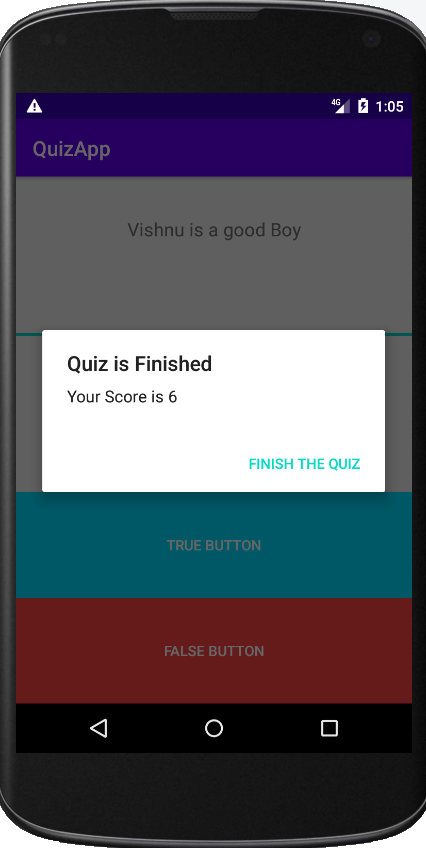 4G 1:05
QuizApp
Vishnu is a good Boy
Quiz is Finished
Your Score is 6
FINISH THE QUIZ
TRUE BUTTON
FALSE BUTTON